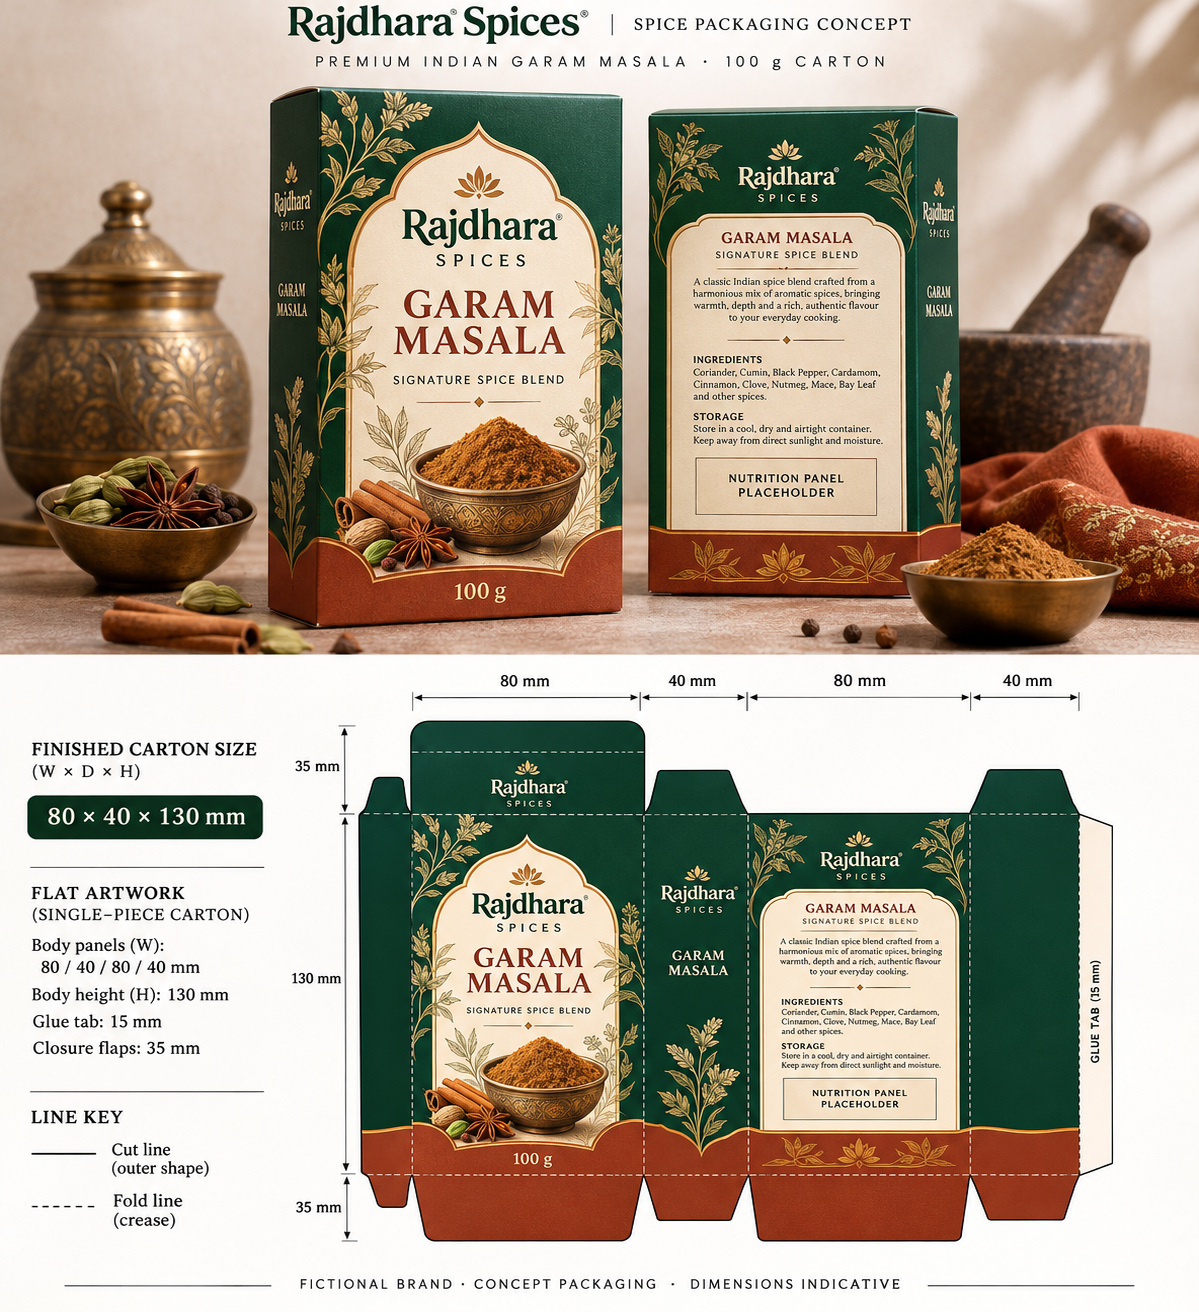 Rajdhara® Spices® | SPICE PACKAGING CONCEPT
PREMIUM INDIAN GARAM MASALA · 100 g CARTON
Rajdhara®
SPICES
GARAM
MASALA
Rajdhara®
SPICES
GARAM
MASALA
SIGNATURE SPICE BLEND
100 g
Rajdhara®
SPICES
GARAM MASALA
SIGNATURE SPICE BLEND
A classic Indian spice blend crafted from a
harmonious mix of aromatic spices, bringing
warmth, depth and a rich, authentic flavour
to your everyday cooking.
INGREDIENTS
Coriander, Cumin, Black Pepper, Cardamom,
Cinnamon, Clove, Nutmeg, Mace, Bay Leaf
and other spices.
STORAGE
Store in a cool, dry and airtight container.
Keep away from direct sunlight and moisture.
NUTRITION PANEL
PLACEHOLDER
Rajdhara®
SPICES
GARAM
MASALA
FINISHED CARTON SIZE
(W × D × H)
80 × 40 × 130 mm
FLAT ARTWORK
(SINGLE–PIECE CARTON)
Body panels (W):
80 / 40 / 80 / 40 mm
Body height (H): 130 mm
Glue tab: 15 mm
Closure flaps: 35 mm
LINE KEY
Cut line
(outer shape)
Fold line
(crease)
80 mm
40 mm
80 mm
40 mm
35 mm
130 mm
35 mm
Rajdhara®
SPICES
Rajdhara®
SPICES
GARAM
MASALA
SIGNATURE SPICE BLEND
100 g
Rajdhara®
SPICES
GARAM
MASALA
Rajdhara®
SPICES
GARAM MASALA
SIGNATURE SPICE BLEND
A classic Indian spice blend crafted from a
harmonious mix of aromatic spices, bringing
warmth, depth and a rich, authentic flavour
to your everyday cooking.
INGREDIENTS
Coriander, Cumin, Black Pepper, Cardamom,
Cinnamon, Clove, Nutmeg, Mace, Bay Leaf
and other spices.
STORAGE
Store in a cool, dry and airtight container.
Keep away from direct sunlight and moisture.
NUTRITION PANEL
PLACEHOLDER
GLUE TAB (15 mm)
FICTIONAL BRAND · CONCEPT PACKAGING · DIMENSIONS INDICATIVE